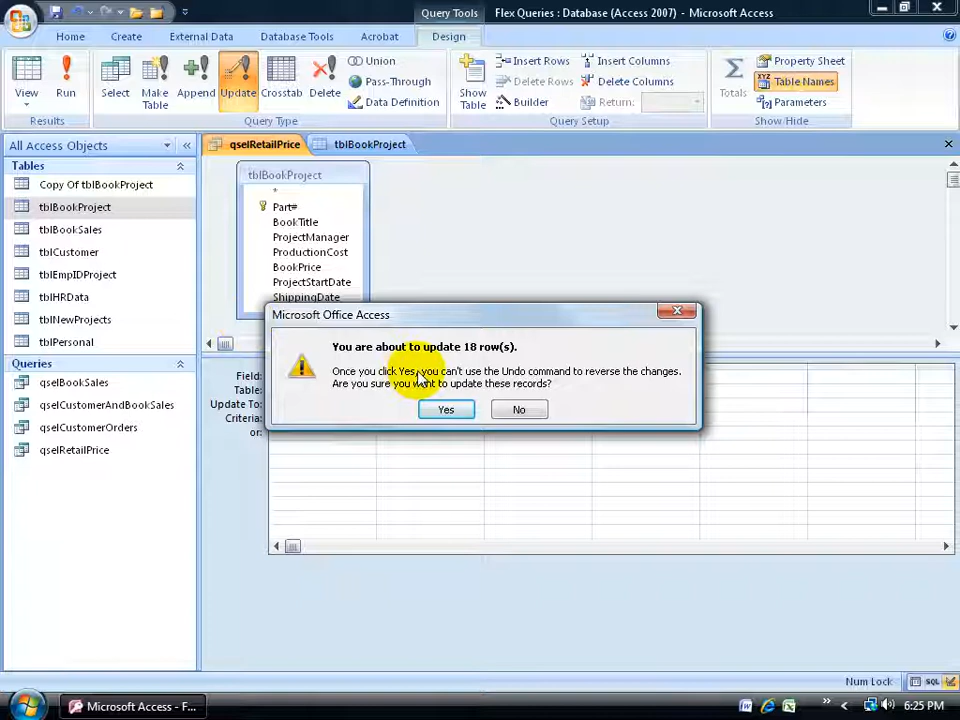 Query Tools
Flex Queries : Database (Access 2007) - Microsoft Access
Home
Create
External Data
Database Tools
Acrobat
Design
View
Run
Select
Make Table
Append
Update
Crosstab
Delete
Union
Pass-Through
Data Definition
Show Table
Insert Rows
Delete Rows
Builder
Insert Columns
Delete Columns
Return:
Totals
Property Sheet
Table Names
Parameters
Results
Query Type
Query Setup
Show/Hide
All Access Objects
Tables
Copy Of tblBookProject
tblBookProject
tblBookSales
tblCustomer
tblEmpIDProject
tblHRData
tblNewProjects
tblPersonal
Queries
qselBookSales
qselCustomerAndBookSales
qselCustomerOrders
qselRetailPrice
qselRetailPrice
tblBookProject
tblBookProject
*
Part#
BookTitle
ProjectManager
ProductionCost
BookPrice
ProjectStartDate
ShippingDate
Field:
Table:
Update To:
Criteria:
or:
Microsoft Office Access
You are about to update 18 row(s).
Once you click Yes, you can't use the Undo command to reverse the changes.
Are you sure you want to update these records?
Yes
No
Num Lock
SQL
Microsoft Access - F...
6:25 PM